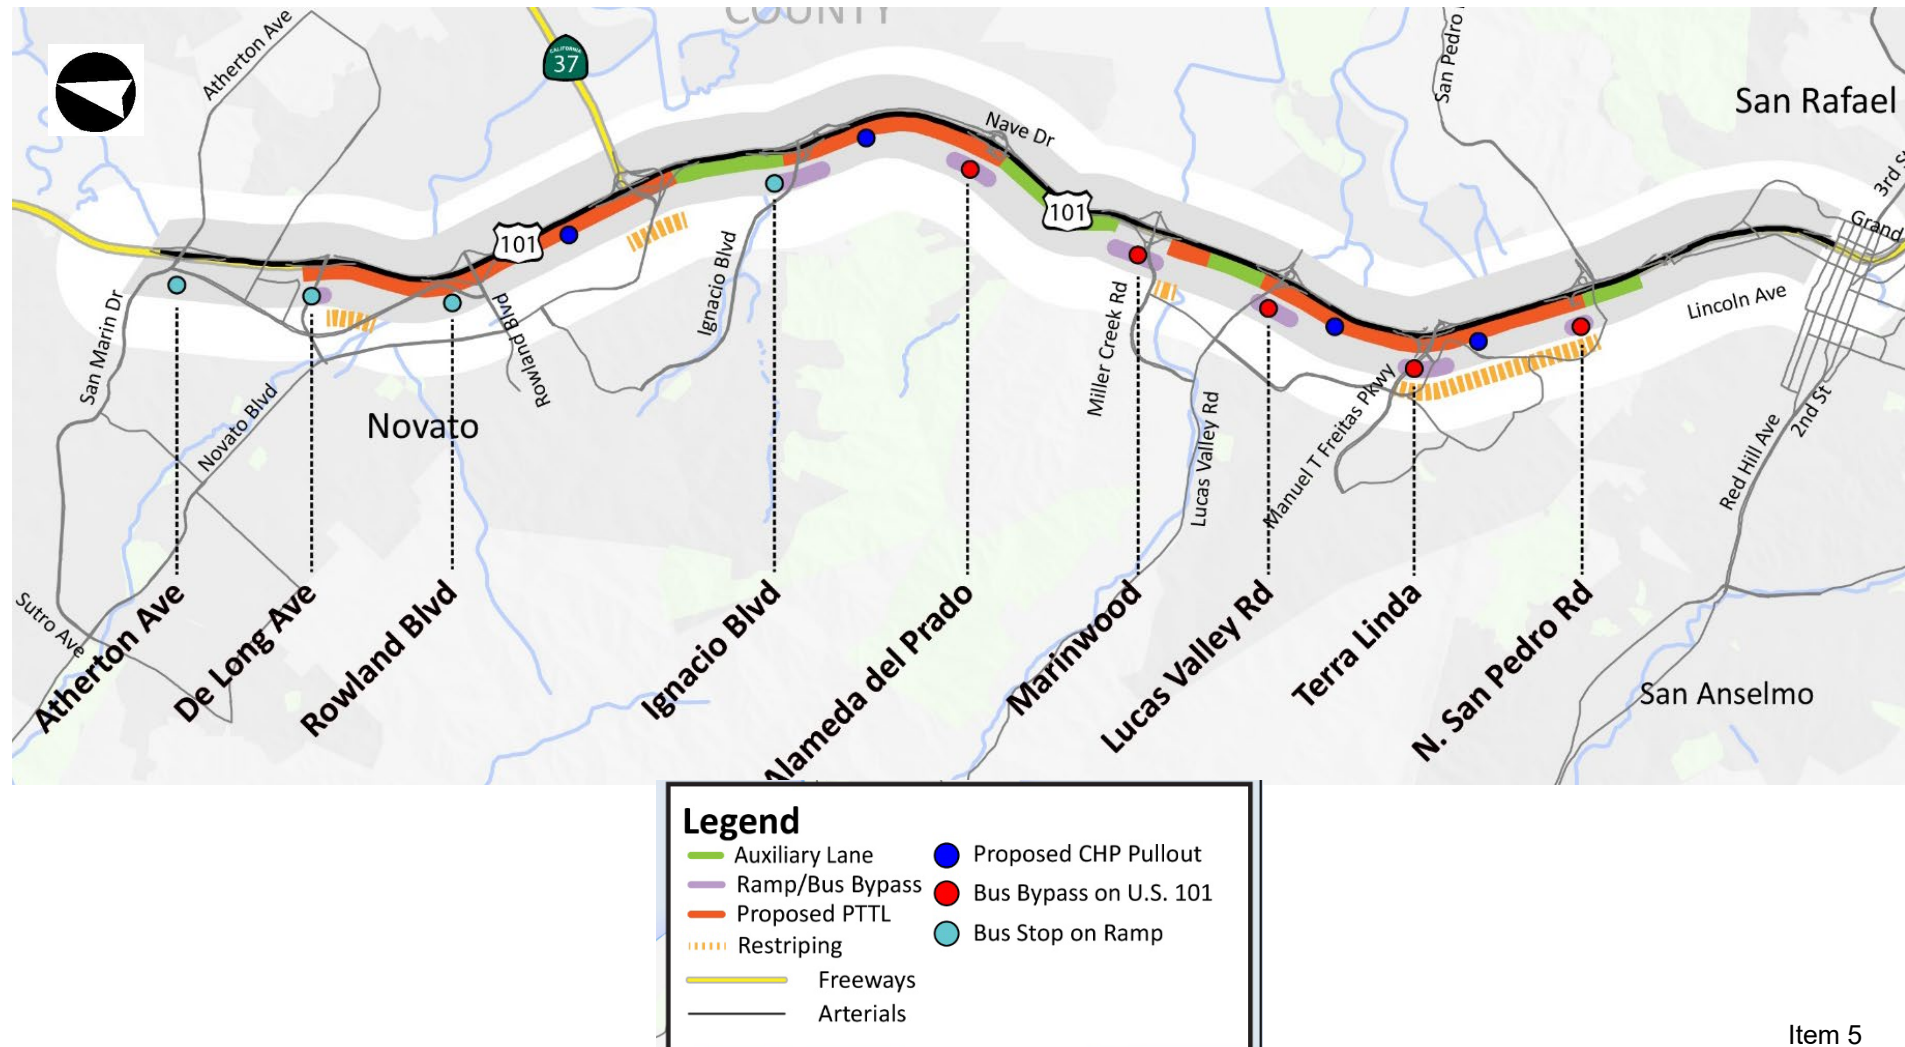 COUNTY
Atherton Ave
CALIFORNIA
37
San Pedro
San Rafael
Nave Dr
3rd St
101
101
Grand
San Marin Dr
Novato Blvd
Rowland Blvd
Ignacio Blvd
Miller Creek Rd
Lucas Valley Rd
Manuel T Freitas Pkwy
Lincoln Ave
Novato
Red Hill Ave
2nd St
Sutro Ave
San Anselmo
Atherton Ave
De Long Ave
Rowland Blvd
Ignacio Blvd
Alameda del Prado
Marinwood
Lucas Valley Rd
Terra Linda
N. San Pedro Rd
Legend
Auxiliary Lane
Ramp/Bus Bypass
Proposed PTTL
Restriping
Freeways
Arterials
Proposed CHP Pullout
Bus Bypass on U.S. 101
Bus Stop on Ramp
Item 5